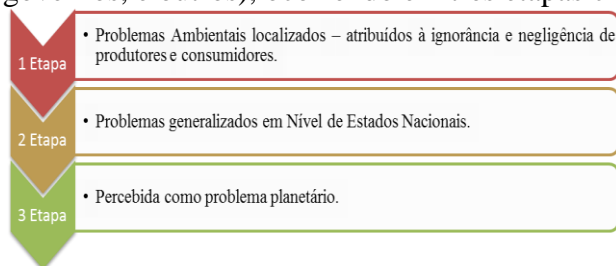 1 Etapa
• Problemas Ambientais localizados – atribuídos à ignorância e negligência de
produtores e consumidores.
2 Etapa
• Problemas generalizados em Nível de Estados Nacionais.
3 Etapa
• Percebida como problema planetário.